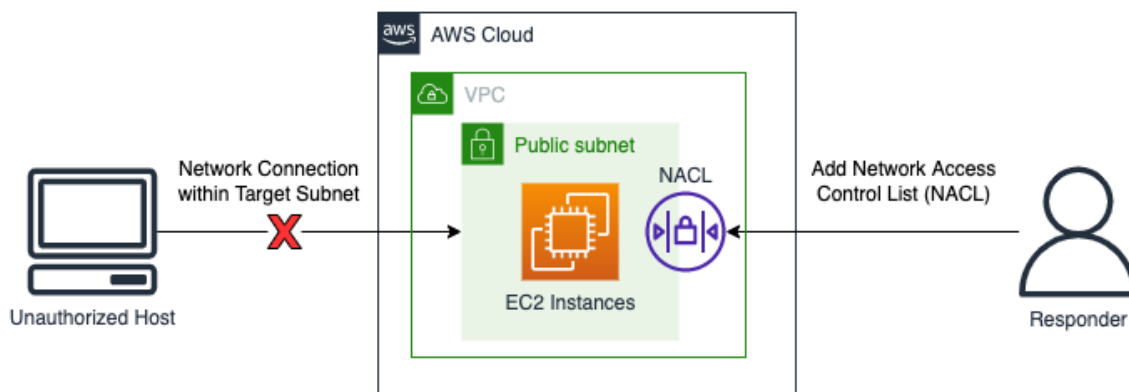 aws
AWS Cloud
VPC
Public subnet
Network Connection
within Target Subnet
X
NACL
Add Network Access
Control List (NACL)
EC2 Instances
Unauthorized Host
Responder